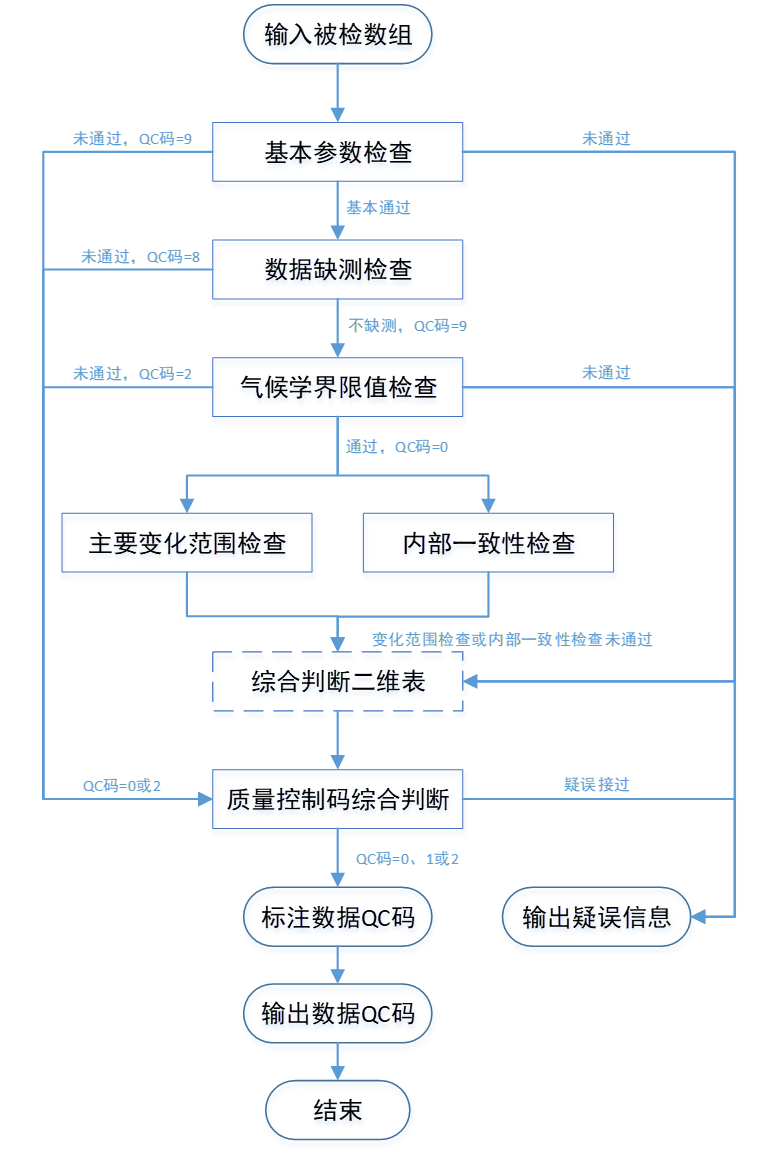 输入被检数组
未通过，QC码=9
基本参数检查
未通过
基本通过
未通过，QC码=8
数据缺测检查
不缺测，QC码=9
未通过，QC码=2
气候学界限值检查
未通过
通过，QC码=0
主要变化范围检查
内部一致性检查
变化范围检查或内部一致性检查未通过
综合判断二维表
QC码=0或2
质量控制码综合判断
疑误接过
QC码=0、1或2
标注数据QC码
输出疑误信息
输出数据QC码
结束